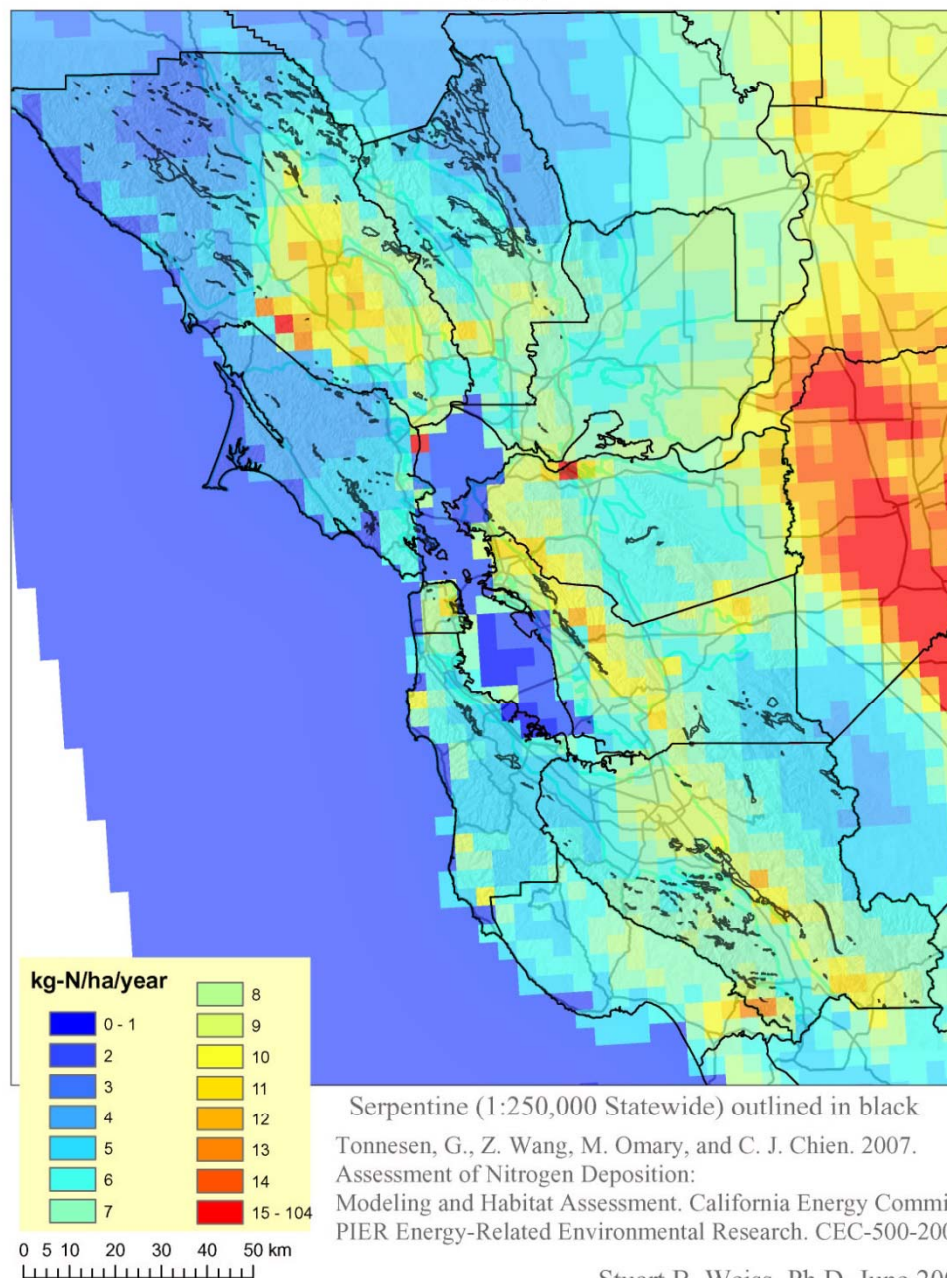 kg-N/ha/year
0 - 1
2
3
4
5
6
7
8
9
10
11
12
13
14
15 - 104
0 5 10 20 30 40 50 km
Serpentine (1:250,000 Statewide) outlined in black
Tonnesen, G., Z. Wang, M. Omary, and C. J. Chien. 2007.
Assessment of Nitrogen Deposition:
Modeling and Habitat Assessment. California Energy Commi
PIER Energy-Related Environmental Research. CEC-500-200